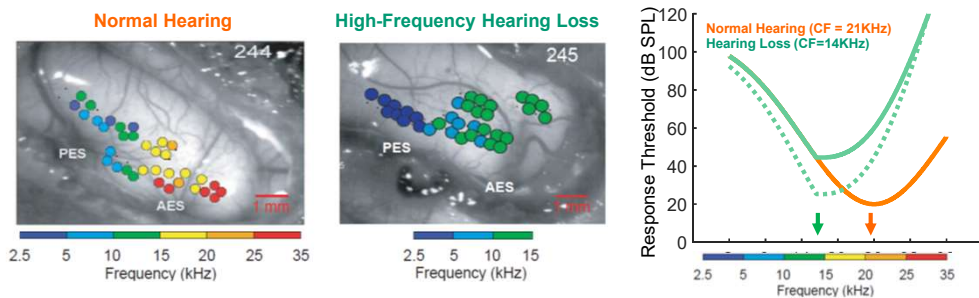 Normal Hearing
244
PES
AES
1 mm
2.5 5 10 15 20 25 35
Frequency (kHz)
High-Frequency Hearing Loss
245
PES
AES
1 mm
2.5 5 10 15
Frequency (kHz)
Normal Hearing (CF = 21KHz)
Hearing Loss (CF=14KHz)
Response Threshold (dB SPL)
120
100
80
60
40
20
0
2.5 5 10 15 20 25 35
Frequency (kHz)